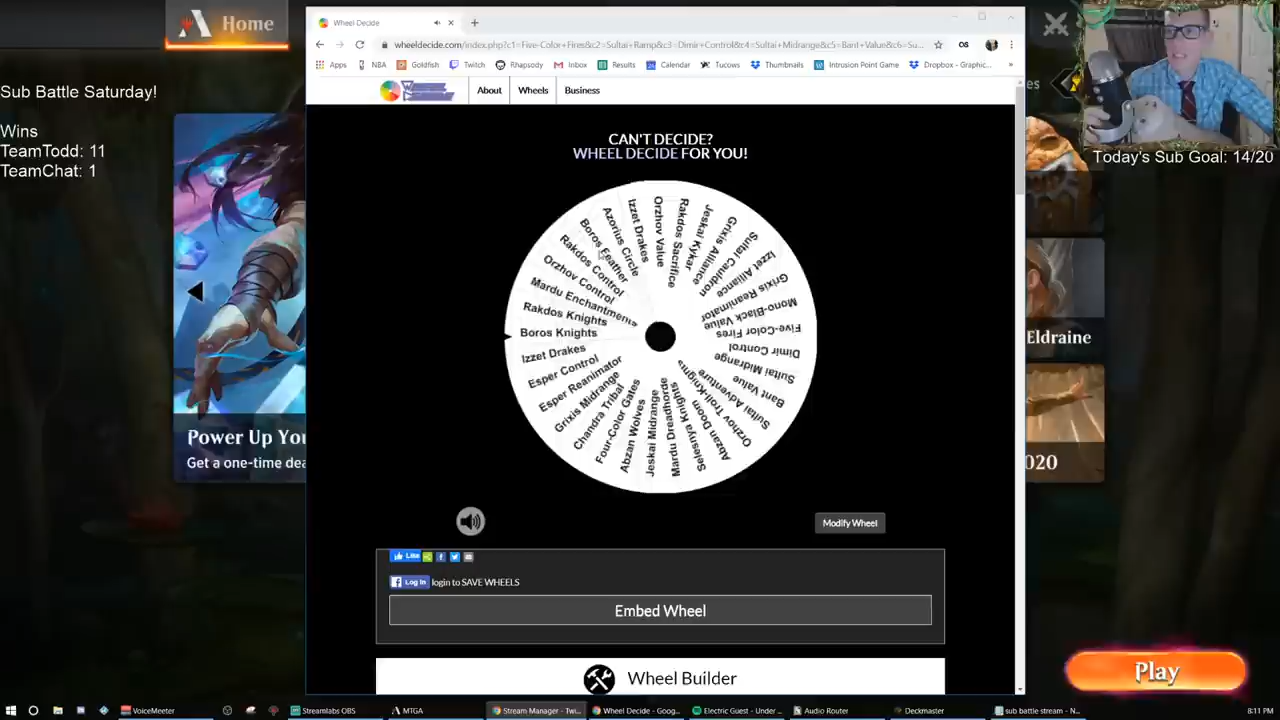 Home
Sub Battle Saturday!
Wins
TeamTodd: 11
TeamChat: 1
Power Up You
Get a one-time dea
Wheel Decide
wheeldecide.com/index.php?c1=Five-Color+Fires&c2=Sultai+Ramp&c3=Dimir+Control&c4=Sultai+Midrange&c5=Bant+Value&c6=Su...
OS
Apps NBA Goldfish Twitch Rhapsody Inbox Results Calendar Tucows Thumbnails Intrusion Point Game Dropbox - Graphic... »
About Wheels Business
CAN'T DECIDE?
WHEEL DECIDE FOR YOU!
Orzhov Value
Rakdos Sacrifice
Jeskai Kykar
Grixis Alliance
Sultai Cauldron
Izzet Alliance
Grixis Reanimator
Mono-Black Value
Five-Color Fires
Dimir Control
Sultai Midrange
Bant Value
Sultai Adventure
Orzhov Troll-Knights
Abzan Doom
Selesnya Knights
Mardu Dreadhorde
Jeskai Midrange
Abzan Wolves
Four-Color Gates
Chandra Tribal
Grixis Midrange
Esper Reanimator
Esper Control
Izzet Drakes
Boros Knights
Rakdos Knights
Mardu Enchantments
Orzhov Control
Rakdos Control
Boros Feather
Azorius Circle
Izzet Drakes
Modify Wheel
Like
Log In login to SAVE WHEELS
Embed Wheel
Wheel Builder
es
Today's Sub Goal: 14/20
Eldraine
020
Play
VoiceMeeter
Streamlabs OBS
MTGA
Stream Manager - Twi...
Wheel Decide - Goog...
Electric Guest - Under ...
Audio Router
Deckmaster
sub battle stream - N...
8:11 PM